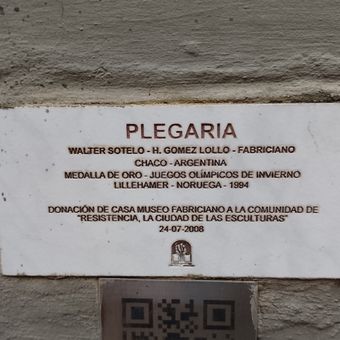 PLEGARIA
WALTER SOTELO - H. GOMEZ LOLLO - FABRICIANO
CHACO - ARGENTINA
MEDALLA DE ORO - JUEGOS OLÍMPICOS DE INVIERNO
LILLEHAMER - NORUEGA - 1994
DONACIÓN DE CASA MUSEO FABRICIANO A LA COMUNIDAD DE
"RESISTENCIA, LA CIUDAD DE LAS ESCULTURAS"
24-07-2008